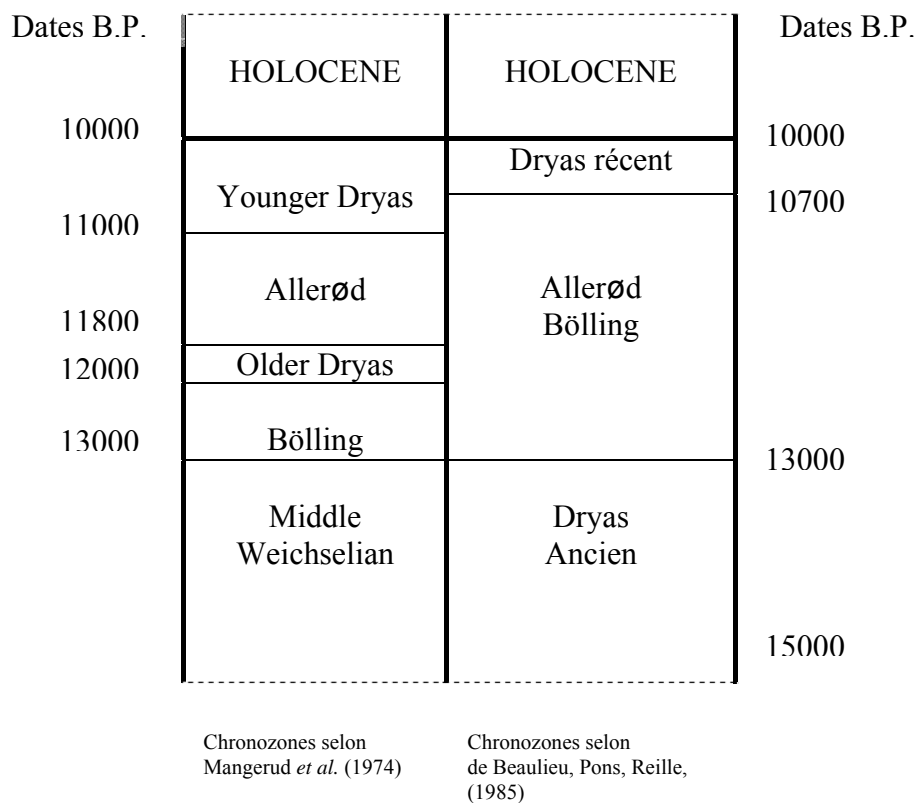 Dates B.P.
Dates B.P.
HOLOCENE
HOLOCENE
10000
10000
Dryas récent
Younger Dryas
10700
11000
Allerød
Allerød
Bölling
11800
Older Dryas
12000
Bölling
13000
13000
Middle
Weichselian
Dryas
Ancien
15000
Chronozones selon
Mangerud et al. (1974)
Chronozones selon
de Beaulieu, Pons, Reille,
(1985)